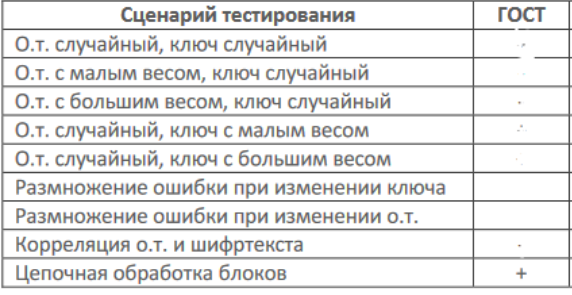 Сценарий тестирования ГОСТ
О.т. случайный, ключ случайный
О.т. с малым весом, ключ случайный
О.т. с большим весом, ключ случайный
О.т. случайный, ключ с малым весом
О.т. случайный, ключ с большим весом
Размножение ошибки при изменении ключа
Размножение ошибки при изменении о.т.
Корреляция о.т. и шифртекста
Цепочная обработка блоков +